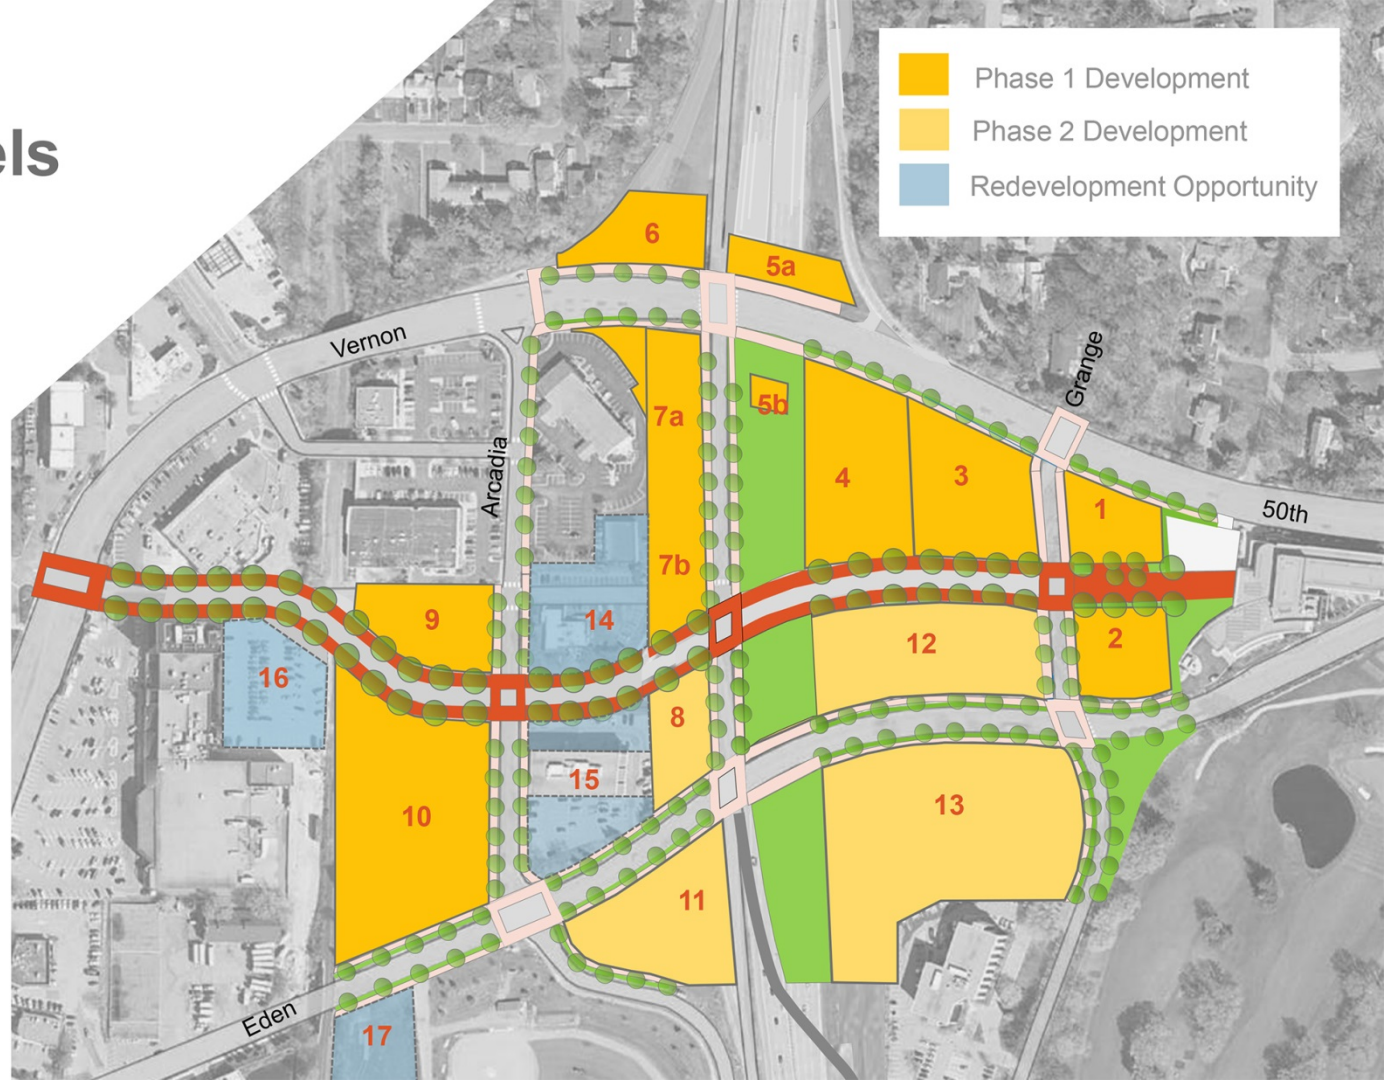 els
Phase 1 Development
Phase 2 Development
Redevelopment Opportunity
6
5a
Vernon
Grange
5b
7a
Arcadia
4
3
1
50th
7b
9
14
12
2
16
8
15
10
13
11
Eden
17